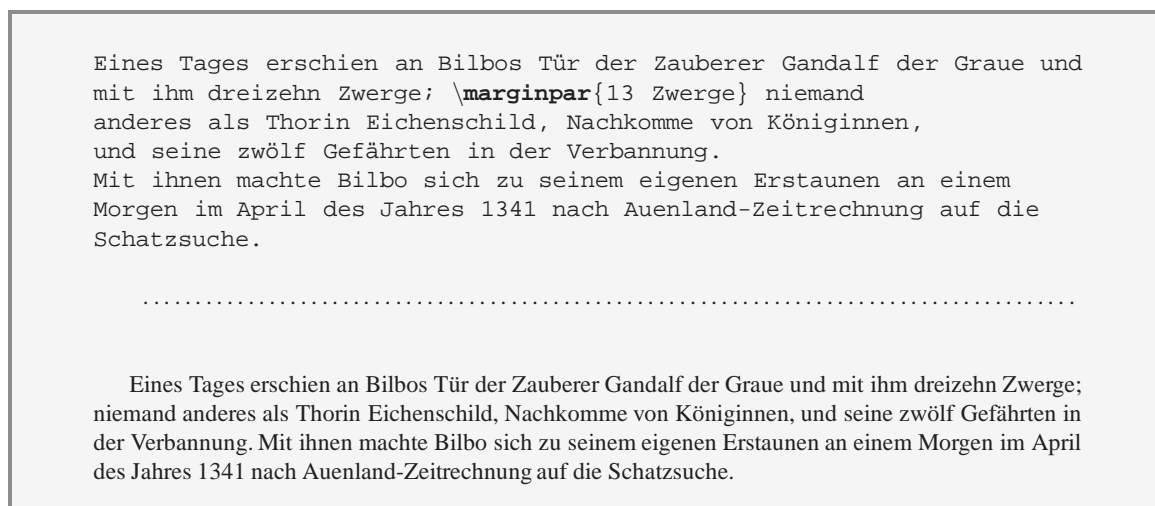 Eines Tages erschien an Bilbos Tür der Zauberer Gandalf der Graue und
mit ihm dreizehn Zwerge; \marginpar{13 Zwerge} niemand
anderes als Thorin Eichenschild, Nachkomme von Königinnen,
und seine zwölf Gefährten in der Verbannung.
Mit ihnen machte Bilbo sich zu seinem eigenen Erstaunen an einem
Morgen im April des Jahres 1341 nach Auenland-Zeitrechnung auf die
Schatzsuche.
Eines Tages erschien an Bilbos Tür der Zauberer Gandalf der Graue und mit ihm dreizehn Zwerge;
niemand anderes als Thorin Eichenschild, Nachkomme von Königinnen, und seine zwölf Gefährten in
der Verbannung. Mit ihnen machte Bilbo sich zu seinem eigenen Erstaunen an einem Morgen im April
des Jahres 1341 nach Auenland-Zeitrechnung auf die Schatzsuche.